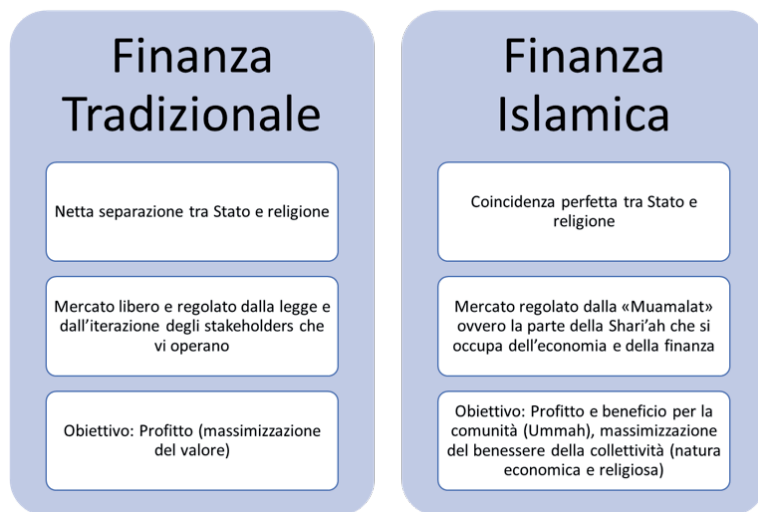 Finanza
Tradizionale
Netta separazione tra Stato e religione
Mercato libero e regolato dalla legge e
dall’iterazione degli stakeholders che
vi operano
Obiettivo: Profitto (massimizzazione
del valore)
Finanza
Islamica
Coincidenza perfetta tra Stato e
religione
Mercato regolato dalla «Muamalat»
ovvero la parte della Shari’ah che si
occupa dell’economia e della finanza
Obiettivo: Profitto e beneficio per la
comunità (Ummah), massimizzazione
del benessere della collettività (natura
economica e religiosa)